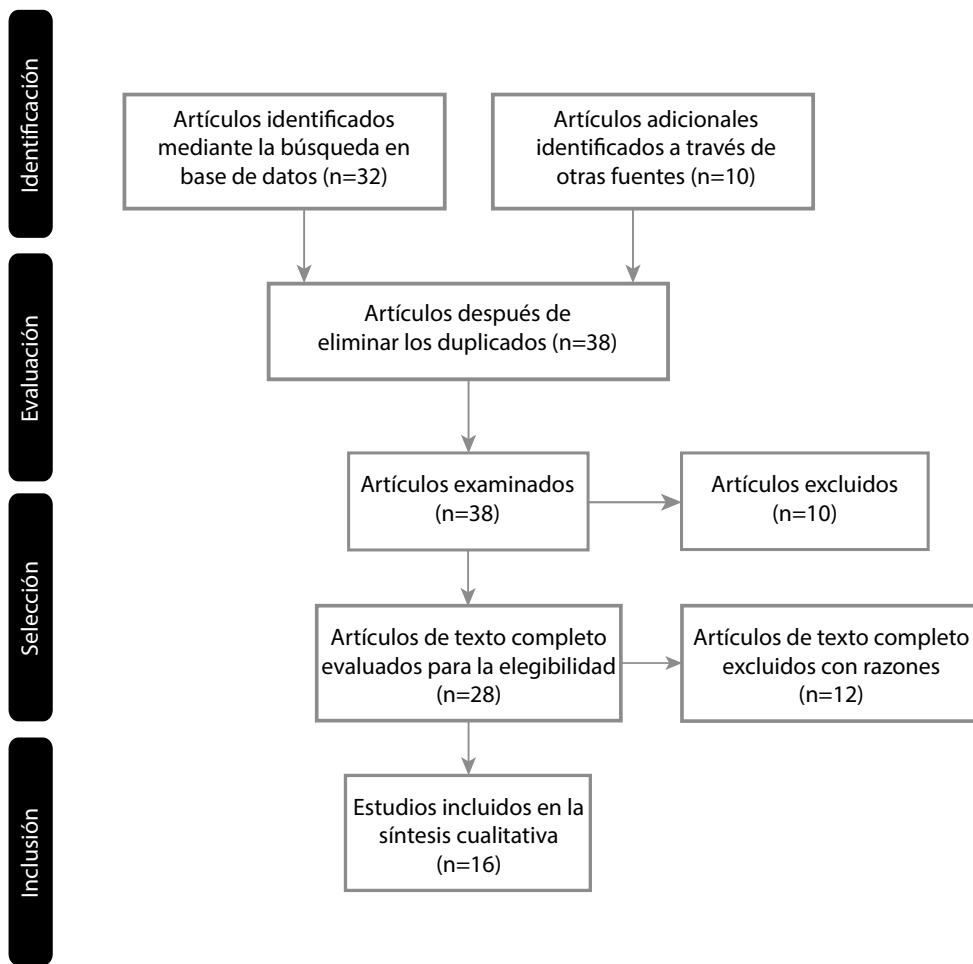 Identificación
Artículos identificados
mediante la búsqueda en
base de datos (n=32)
Artículos adicionales
identificados a través de
otras fuentes (n=10)
Evaluación
Artículos después de
eliminar los duplicados (n=38)
Artículos examinados
(n=38)
Artículos excluidos
(n=10)
Selección
Artículos de texto completo
evaluados para la elegibilidad
(n=28)
Artículos de texto completo
excluidos con razones
(n=12)
Inclusión
Estudios incluidos en la
síntesis cualitativa
(n=16)